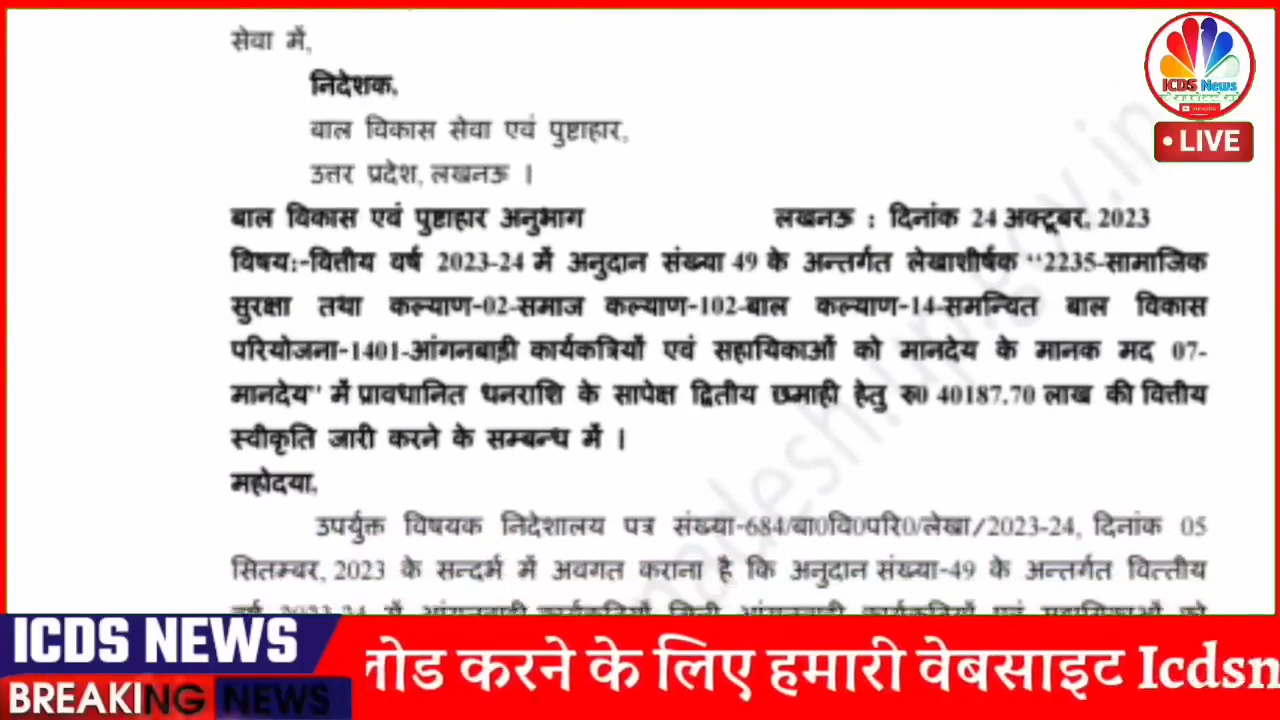 सेवा में,
निदेशक,
बाल विकास सेवा एवं पुष्टाहार,
उत्तर प्रदेश, लखनऊ ।
बाल विकास एवं पुष्टाहार अनुभाग लखनऊ : दिनांक 24 अक्टूबर, 2023
विषय:-वित्तीय वर्ष 2023-24 में अनुदान संख्या 49 के अन्तर्गत लेखाशीर्षक "2235-सामाजिक
सुरक्षा तथा कल्याण-02-समाज कल्याण-102-बाल कल्याण-14-समन्वित बाल विकास
परियोजना-1401-आंगनबाड़ी कार्यकत्रियों एवं सहायिकाओं को मानदेय के मानक मद 07-
मानदेय" में प्रावधानित धनराशि के सापेक्ष द्वितीय छमाही हेतु रु0 40187.70 लाख की वित्तीय
स्वीकृति जारी करने के सम्बन्ध में ।
महोदया,
उपर्युक्त विषयक निदेशालय पत्र संख्या-684/बा0वि0परि0/लेखा/2023-24, दिनांक 05
सितम्बर, 2023 के सन्दर्भ में अवगत कराना है कि अनुदान संख्या-49 के अन्तर्गत वित्तीय
ICDS News
LIVE
ICDS NEWS
BREAKING NEWS
लोड करने के लिए हमारी वेबसाइट Icdsn